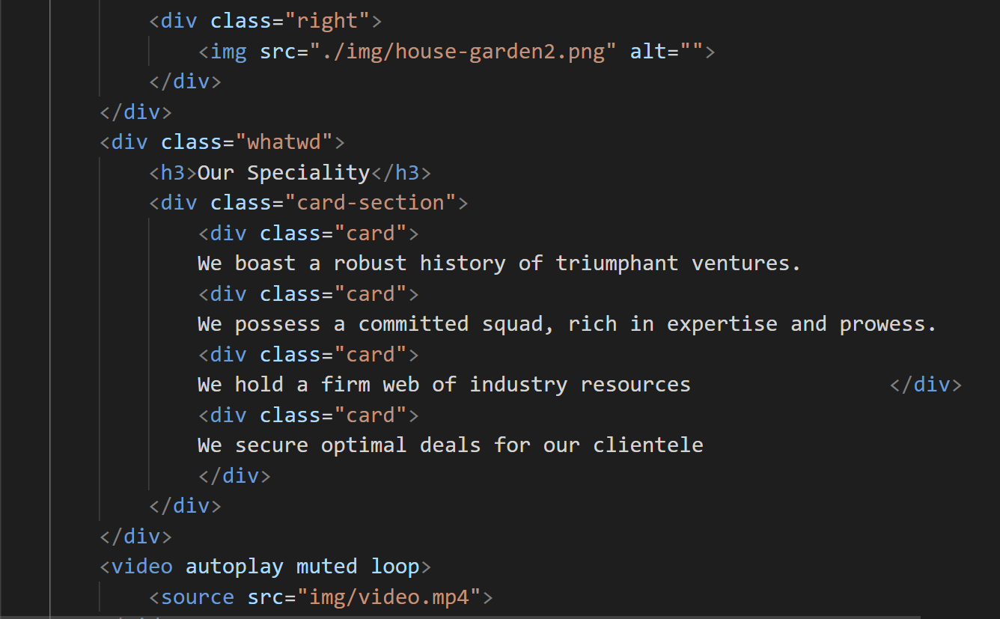 <div class="right">
<img src="./img/house-garden2.png" alt="">
</div>
</div>
<div class="whatwd">
<h3>Our Speciality</h3>
<div class="card-section">
<div class="card">
We boast a robust history of triumphant ventures.
<div class="card">
We possess a committed squad, rich in expertise and prowess.
<div class="card">
We hold a firm web of industry resources </div>
<div class="card">
We secure optimal deals for our clientele
</div>
</div>
</div>
<video autoplay muted loop>
<source src="img/video.mp4">